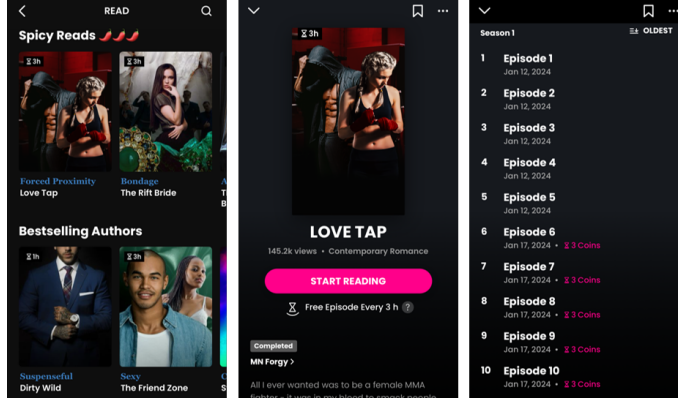 READ
Spicy Reads 🌶️🌶️🌶️
3h
3h
Forced Proximity
Bondage
Love Tap
The Rift Bride
Bestselling Authors
1h
3h
Suspenseful
Sexy
Dirty Wild
The Friend Zone
3h
LOVE TAP
145.2k views • Contemporary Romance
START READING
Free Episode Every 3 h ?
Completed
MN Forgy >
All I ever wanted was to be a female MMA
fighter - it was in my blood to smack people
Season 1
OLDEST
1 Episode 1
Jan 12, 2024
2 Episode 2
Jan 12, 2024
3 Episode 3
Jan 12, 2024
4 Episode 4
Jan 12, 2024
5 Episode 5
Jan 12, 2024
6 Episode 6
Jan 17, 2024 • 3 Coins
7 Episode 7
Jan 17, 2024 • 3 Coins
8 Episode 8
Jan 17, 2024 • 3 Coins
9 Episode 9
Jan 17, 2024 • 3 Coins
10 Episode 10
Jan 17, 2024 • 3 Coins